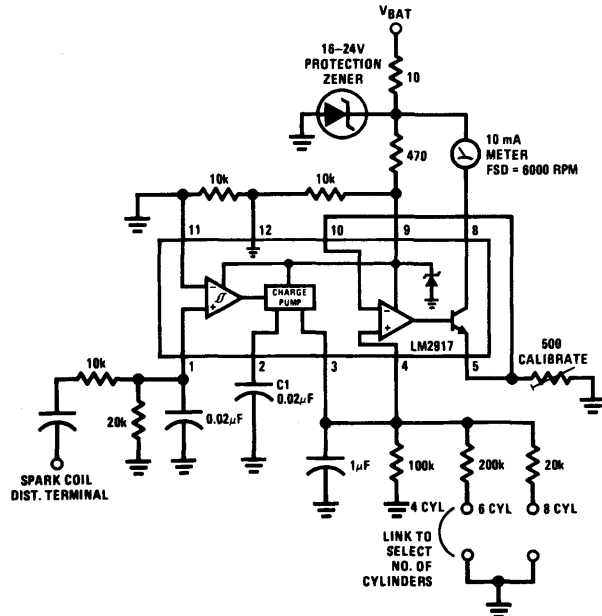 VBAT
16–24V
PROTECTION
ZENER
10
470
10 mA
METER
FSD = 6000 RPM
10k
10k
11
12
10
9
8
CHARGE
PUMP
LM2917
1
2
3
4
5
500
CALIBRATE
10k
20k
0.02μF
C1
0.02μF
SPARK COIL
DIST. TERMINAL
1μF
100k
200k
20k
4 CYL
6 CYL
8 CYL
LINK TO
SELECT
NO. OF
CYLINDERS